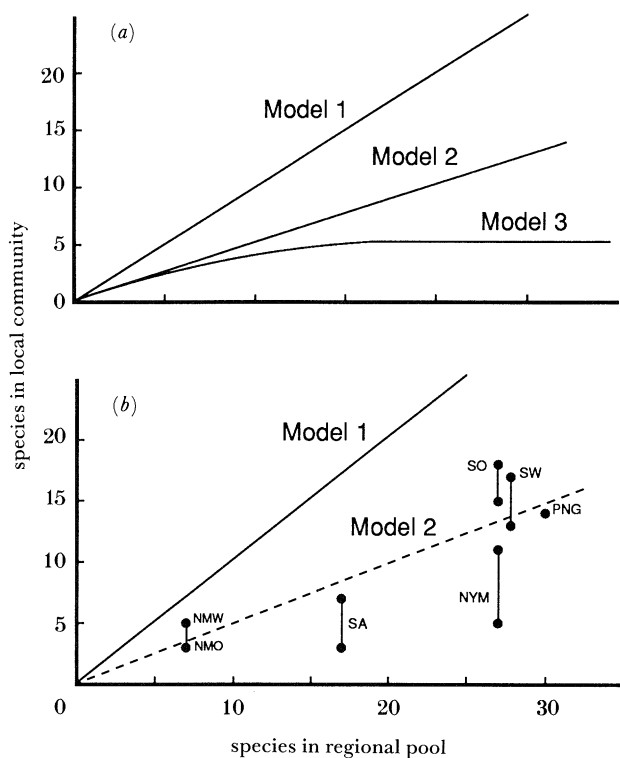 (a)
20
15
10
5
0
Model 1
Model 2
Model 3
species in local community
(b)
20
15
10
5
0
10
20
30
Model 1
Model 2
SO
SW
PNG
NYM
NMW
NMO
SA
species in regional pool